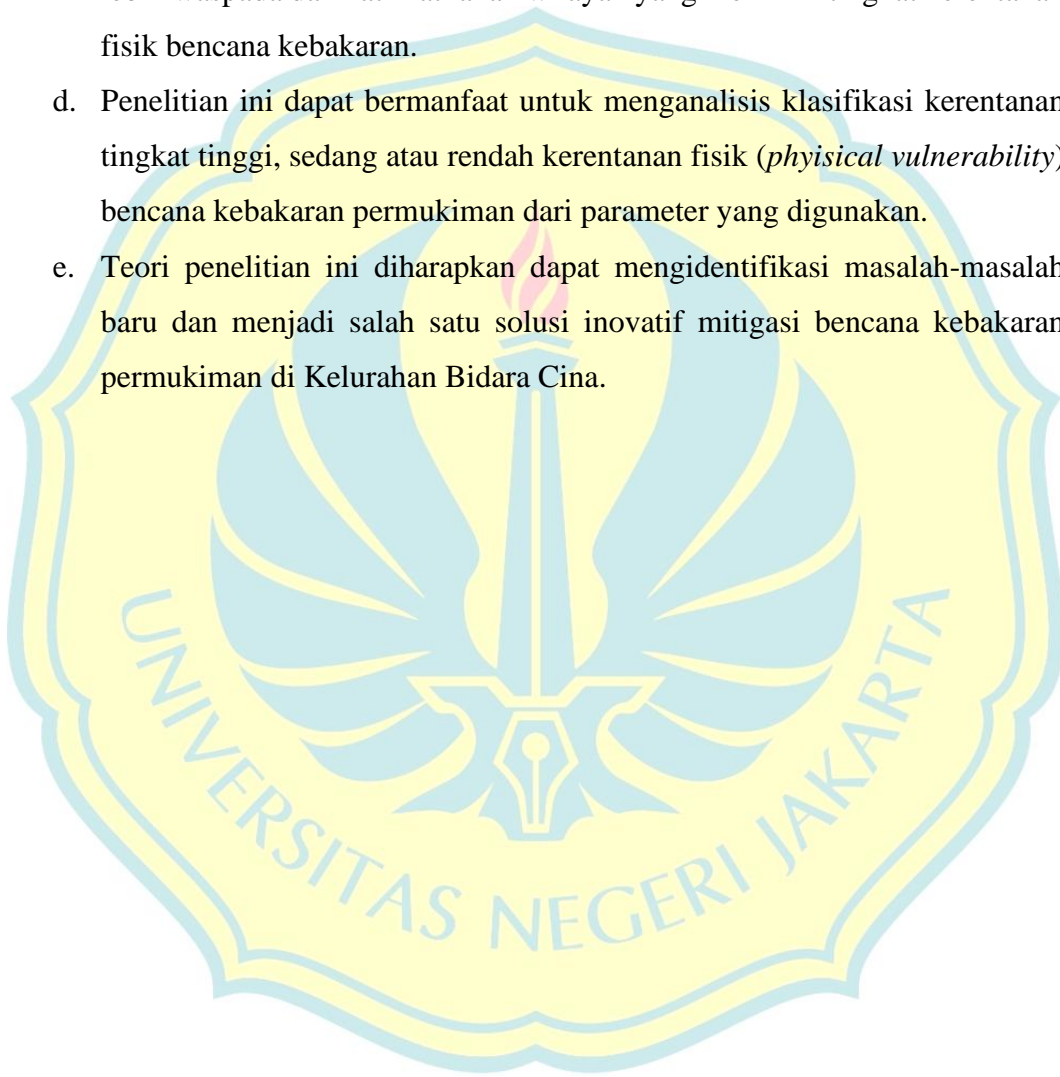 fisik bencana kebakaran.
d. Penelitian ini dapat bermanfaat untuk menganalisis klasifikasi kerentanan
tingkat tinggi, sedang atau rendah kerentanan fisik (phyisical vulnerability)
bencana kebakaran permukiman dari parameter yang digunakan.
e. Teori penelitian ini diharapkan dapat mengidentifikasi masalah-masalah
baru dan menjadi salah satu solusi inovatif mitigasi bencana kebakaran
permukiman di Kelurahan Bidara Cina.
UNIVERSITAS NEGERI JAKARTA